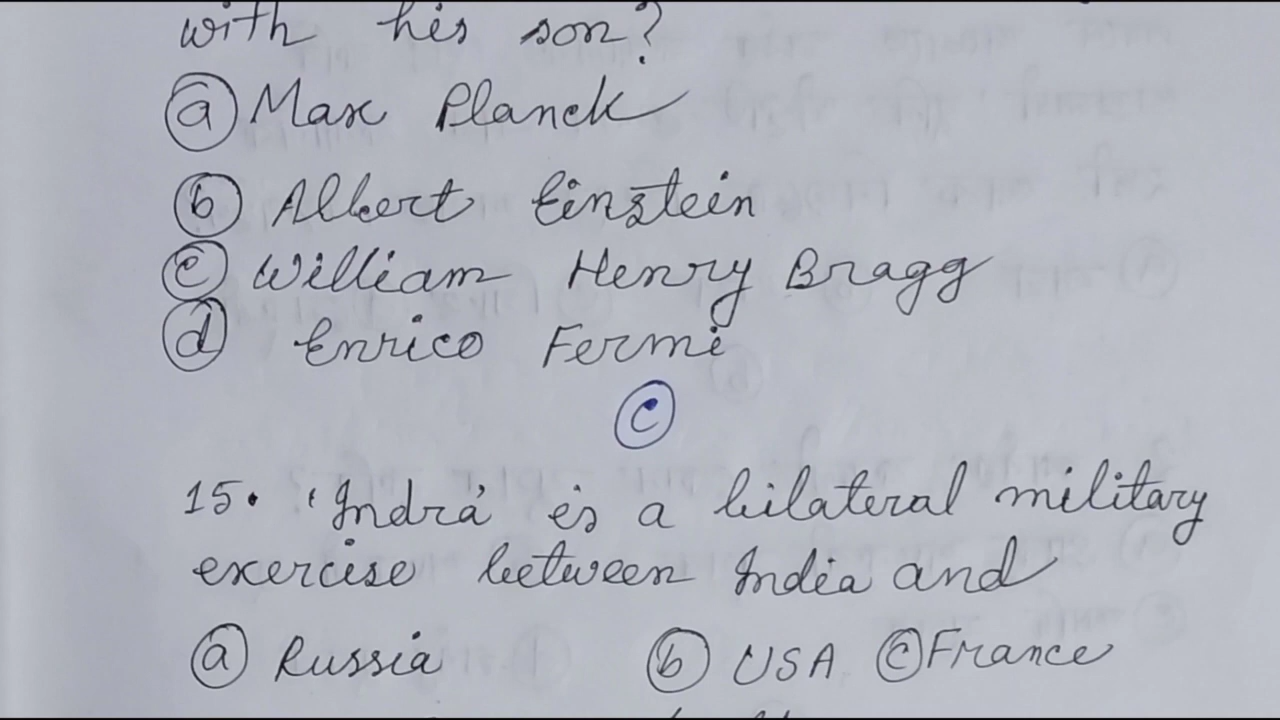 with his son?
ⓐ Max Planck
ⓑ Albert Einstein
ⓒ William Henry Bragg
ⓓ Enrico Fermi
ⓒ
15. 'Indra' is a bilateral military
exercise between India and
ⓐ Russia ⓑ USA ⓒ France